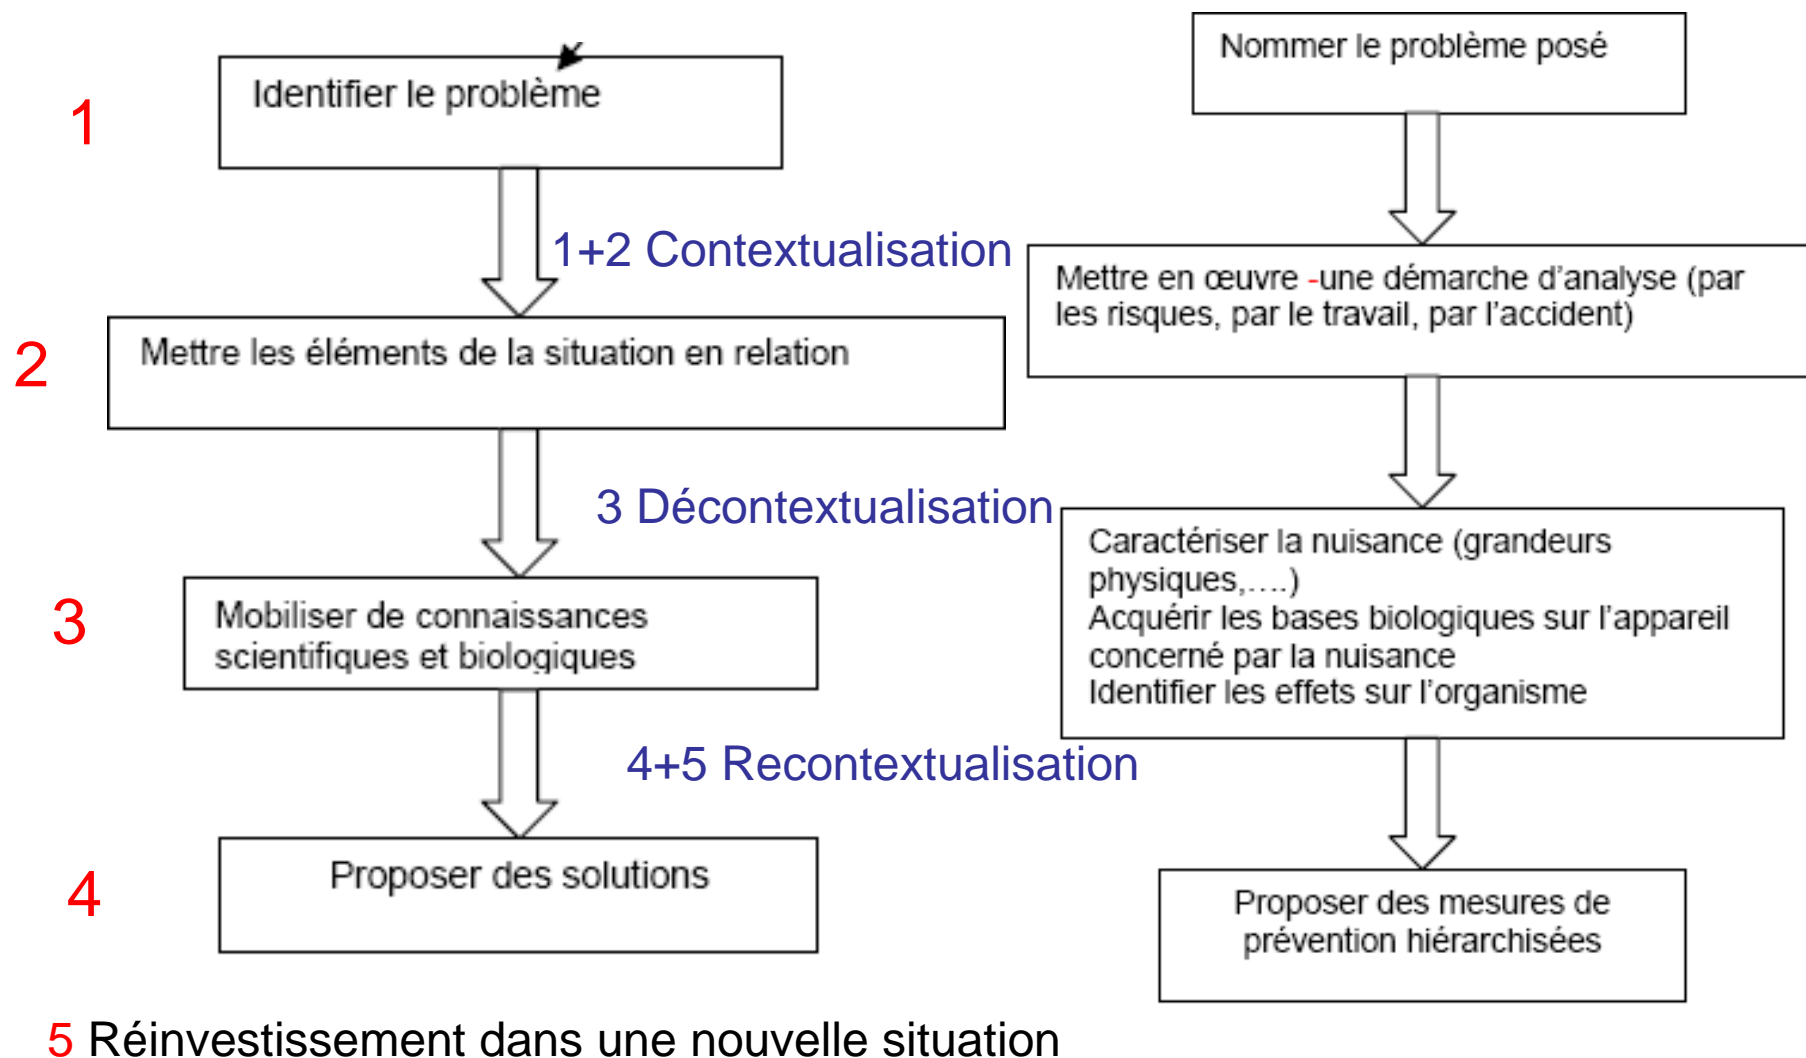 1
Identifier le problème
Nommer le problème posé
1+2 Contextualisation
2
Mettre les éléments de la situation en relation
Mettre en œuvre -une démarche d'analyse (par
les risques, par le travail, par l'accident)
3 Décontextualisation
3
Mobiliser de connaissances
scientifiques et biologiques
Caractériser la nuisance (grandeurs
physiques,....)
Acquérir les bases biologiques sur l'appareil
concerné par la nuisance
Identifier les effets sur l'organisme
4+5 Recontextualisation
4
Proposer des solutions
Proposer des mesures de
prévention hiérarchisées
5 Réinvestissement dans une nouvelle situation